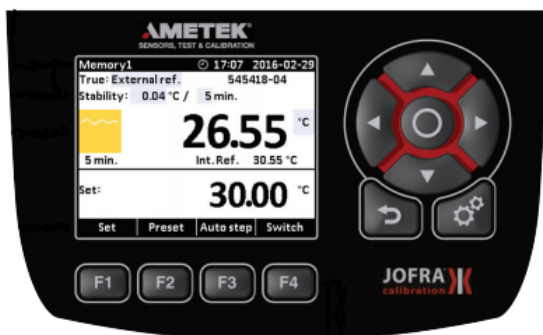 AMETEK®
SENSORS, TEST & CALIBRATION
Memory1 17:07 2016-02-29
True: External ref. 545418-04
Stability: 0.04 °C / 5 min.
26.55 °C
5 min. Int. Ref. 30.55 °C
Set: 30.00 °C
Set Preset Auto step Switch
F1 F2 F3 F4
JOFRA®
calibration